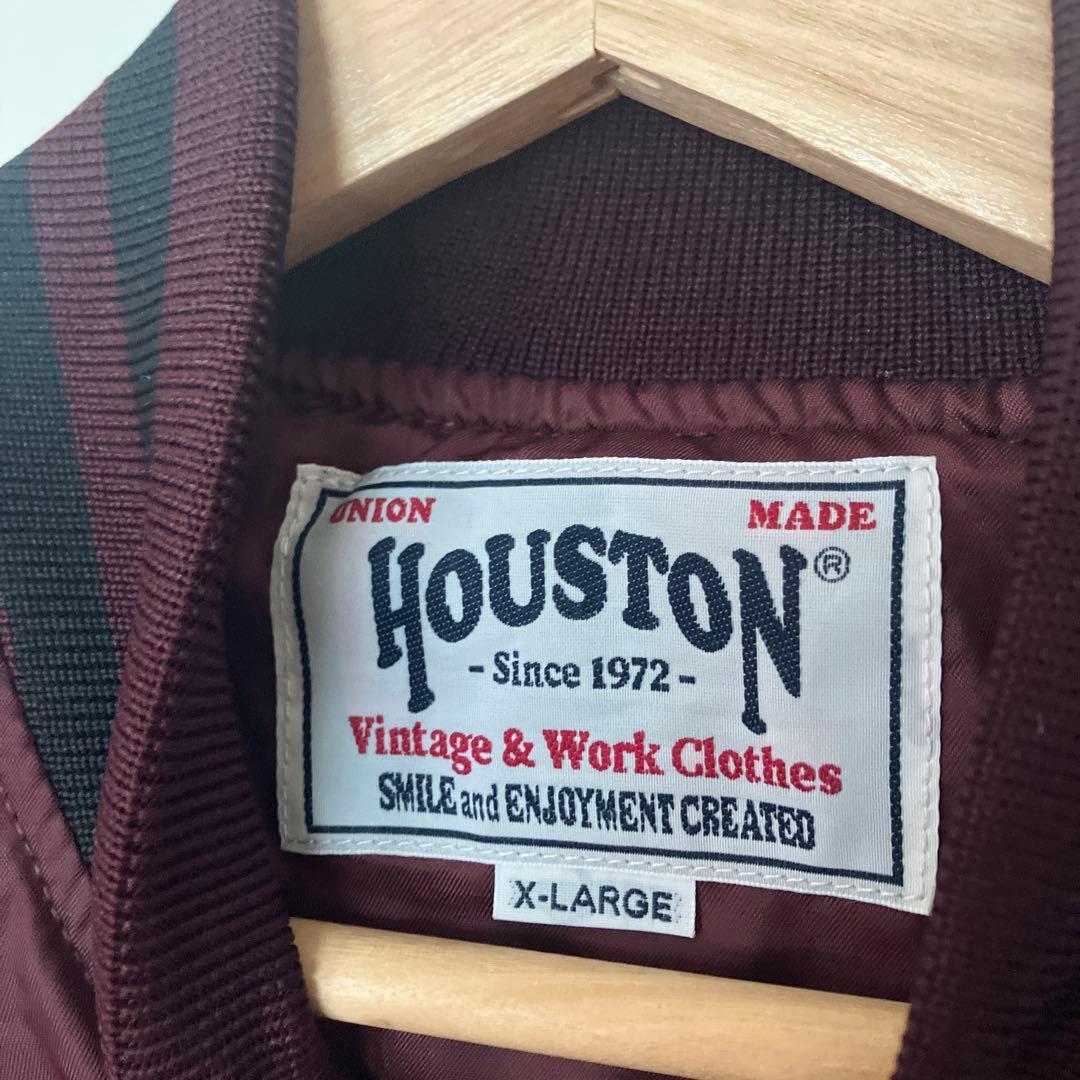 UNION MADE
HOUSTON®
- Since 1972 -
Vintage & Work Clothes
SMILE and ENJOYMENT CREATED
X-LARGE